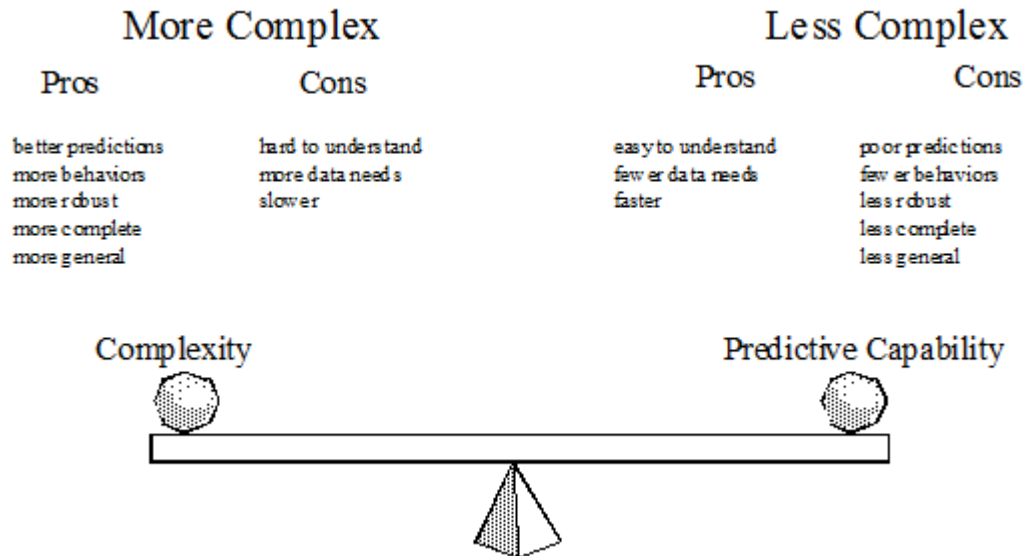 More Complex
Less Complex
Pros
Cons
Pros
Cons
better predictions
more behaviors
more robust
more complete
more general
hard to understand
more data needs
slower
easy to understand
fewer data needs
faster
poor predictions
fewer behaviors
less robust
less complete
less general
Complexity
Predictive Capability